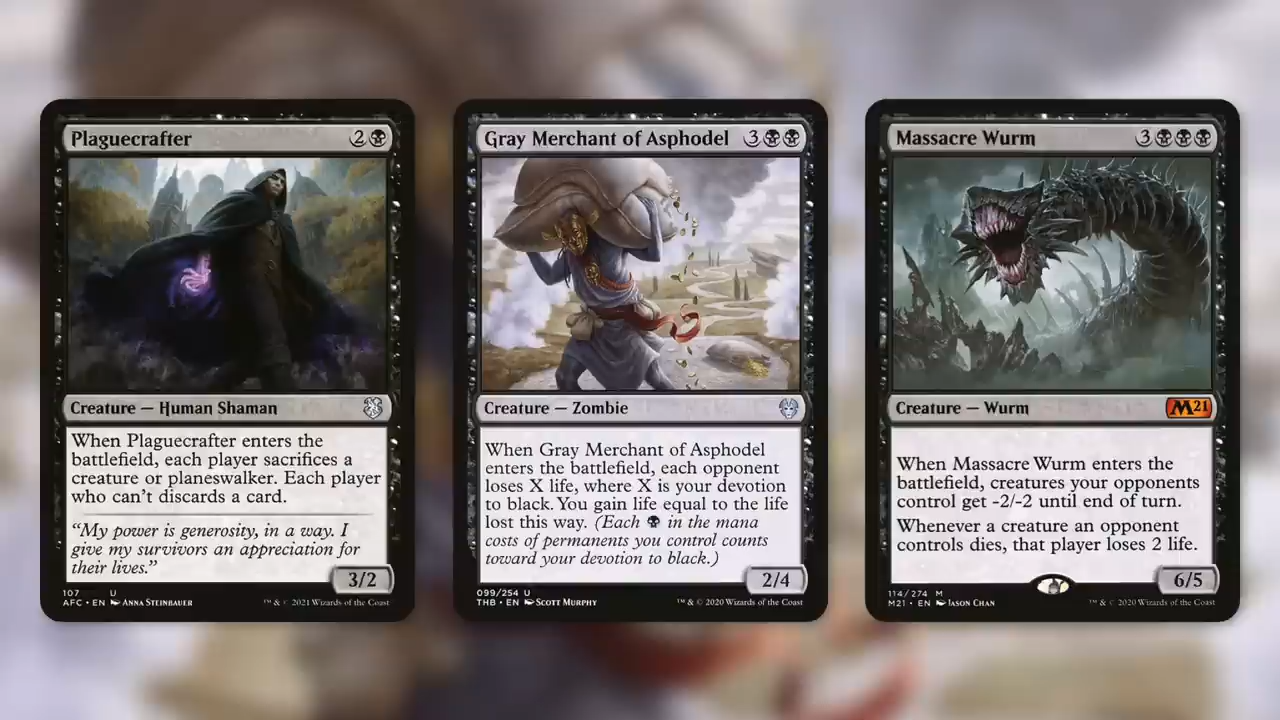 Plaguecrafter 2
Creature — Human Shaman
When Plaguecrafter enters the
battlefield, each player sacrifices a
creature or planeswalker. Each player
who can't discards a card.
“My power is generosity, in a way. I
give my survivors an appreciation for
their lives.”
3/2
107 U
AFC • EN Anna Steinbauer ™ & © 2021 Wizards of the Coast
Gray Merchant of Asphodel 3
Creature — Zombie
When Gray Merchant of Asphodel
enters the battlefield, each opponent
loses X life, where X is your devotion
to black. You gain life equal to the life
lost this way. (Each in the mana
costs of permanents you control counts
toward your devotion to black.)
2/4
099/254 U
THB • EN Scott Murphy ™ & © 2020 Wizards of the Coast
Massacre Wurm 3
Creature — Wurm M21
When Massacre Wurm enters the
battlefield, creatures your opponents
control get -2/-2 until end of turn.
Whenever a creature an opponent
controls dies, that player loses 2 life.
6/5
114/274 M
M21 • EN Jason Chan ™ & © 2020 Wizards of the Coast